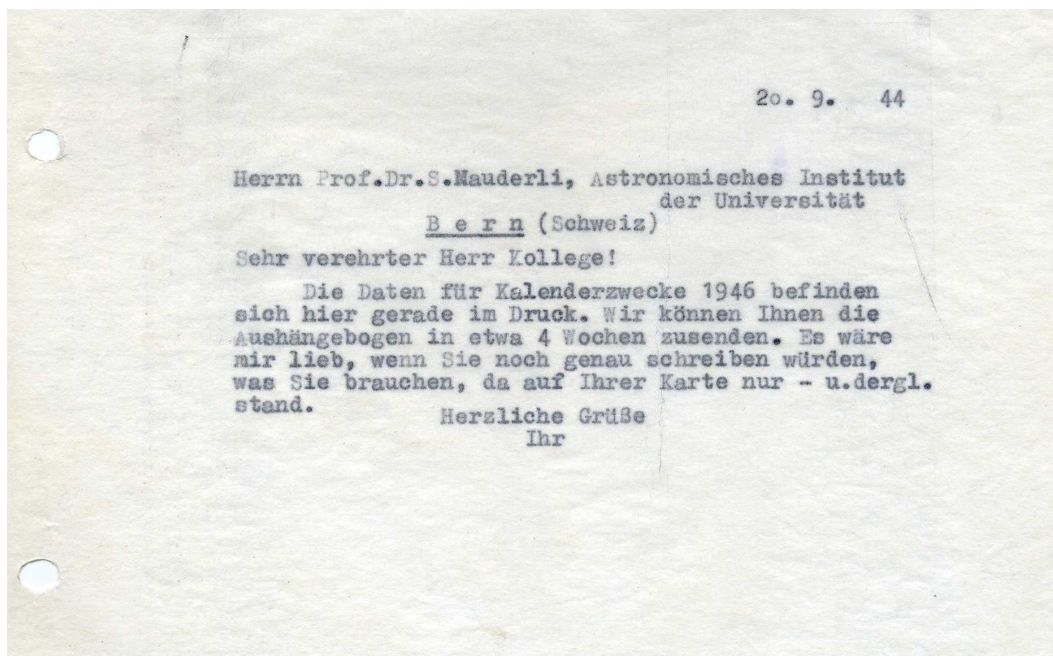 20. 9. 44
Herrn Prof.Dr.S.Mauderli, Astronomisches Institut
der Universität
B e r n (Schweiz)
Sehr verehrter Herr Kollege!
Die Daten für Kalenderzwecke 1946 befinden
sich hier gerade im Druck. Wir können Ihnen die
Aushängebogen in etwa 4 Wochen zusenden. Es wäre
mir lieb, wenn Sie noch genau schreiben würden,
was Sie brauchen, da auf Ihrer Karte nur - u.dergl.
stand.
Herzliche Grüße
Ihr